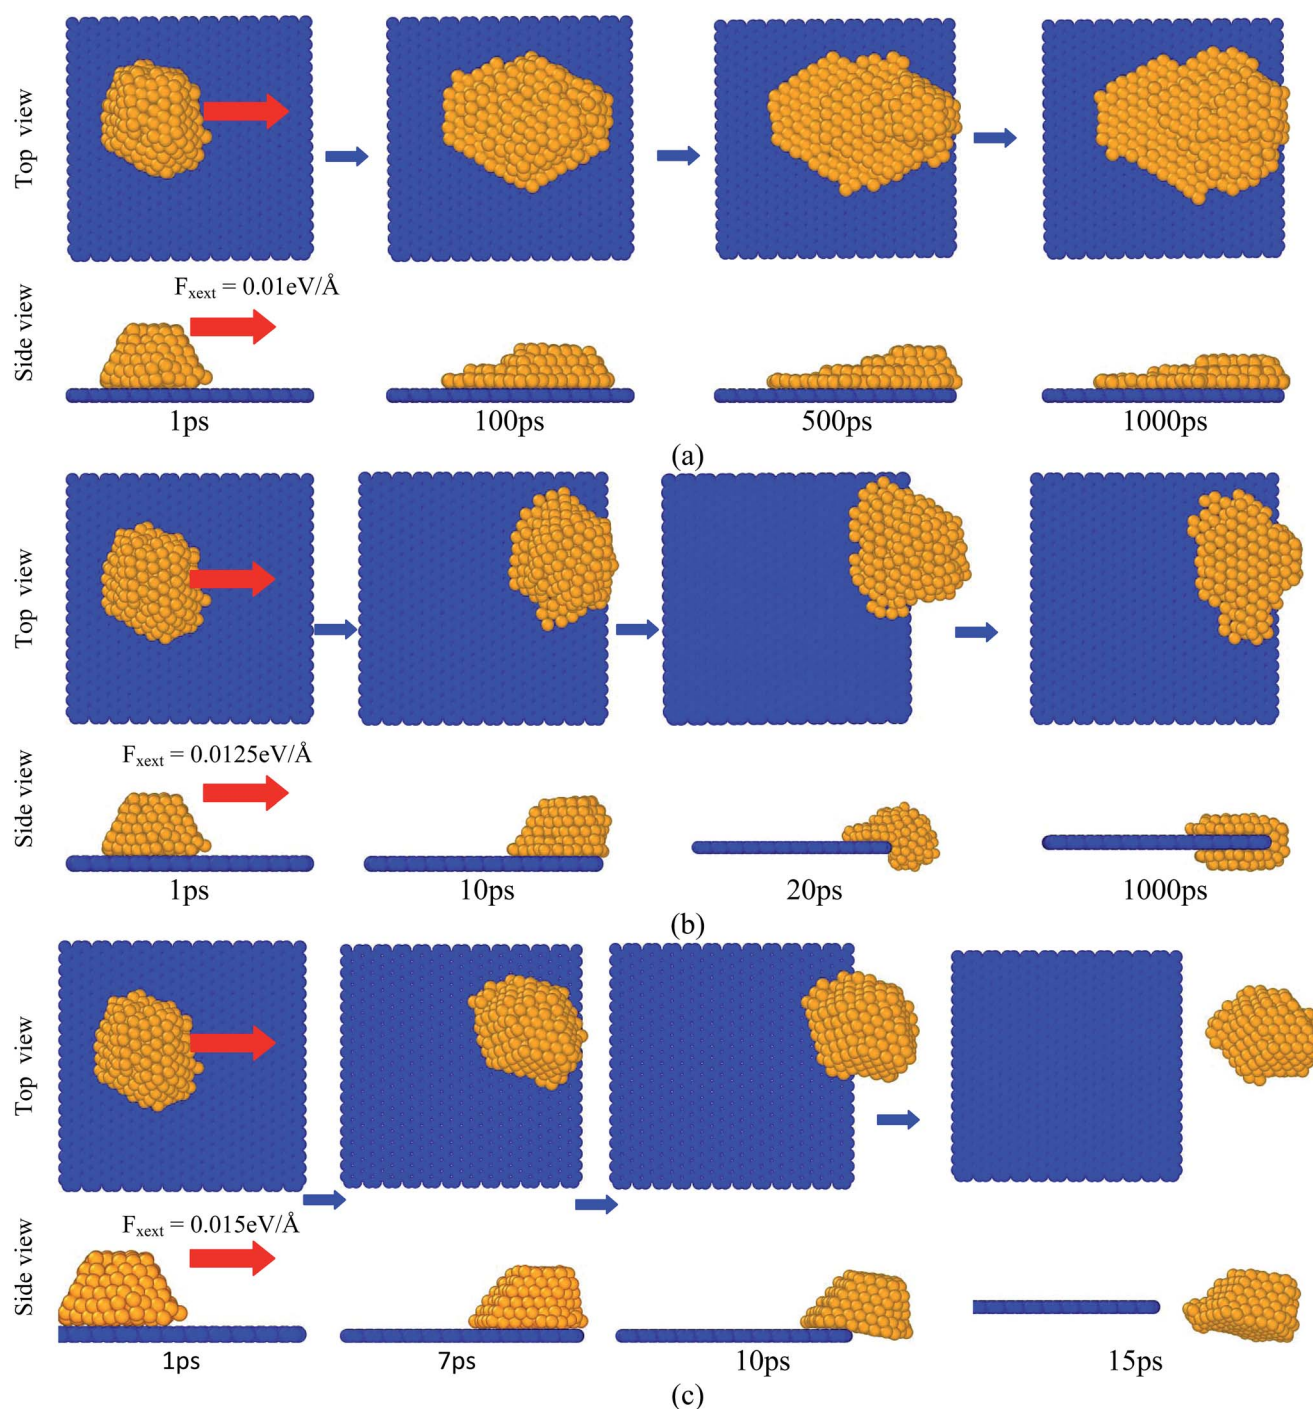 Top view
F_xext = 0.01eV/Å
Side view
1ps
100ps
500ps
1000ps
(a)
Top view
F_xext = 0.0125eV/Å
Side view
1ps
10ps
20ps
1000ps
(b)
Top view
F_xext = 0.015eV/Å
Side view
1ps
7ps
10ps
15ps
(c)